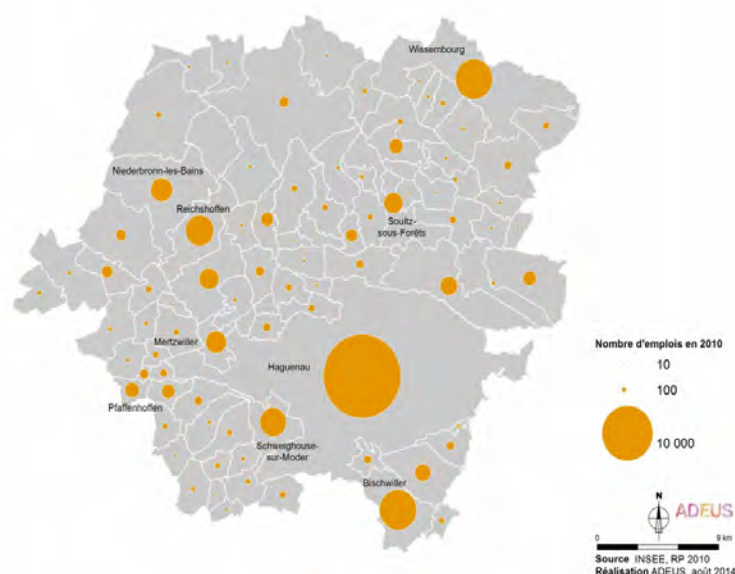 Wissembourg
Niederbronn-les-Bains
Reichshoffen
Soultz-
sous-Forêts
Mertzwiller
Haguenau
Pfaffenhoffen
Schweighouse-
sur-Moder
Bischwiller
Nombre d'emplois en 2010
10
100
10 000
N
ADEUS
0
9 km
Source INSEE, RP 2010
Réalisation ADEUS, août 2014